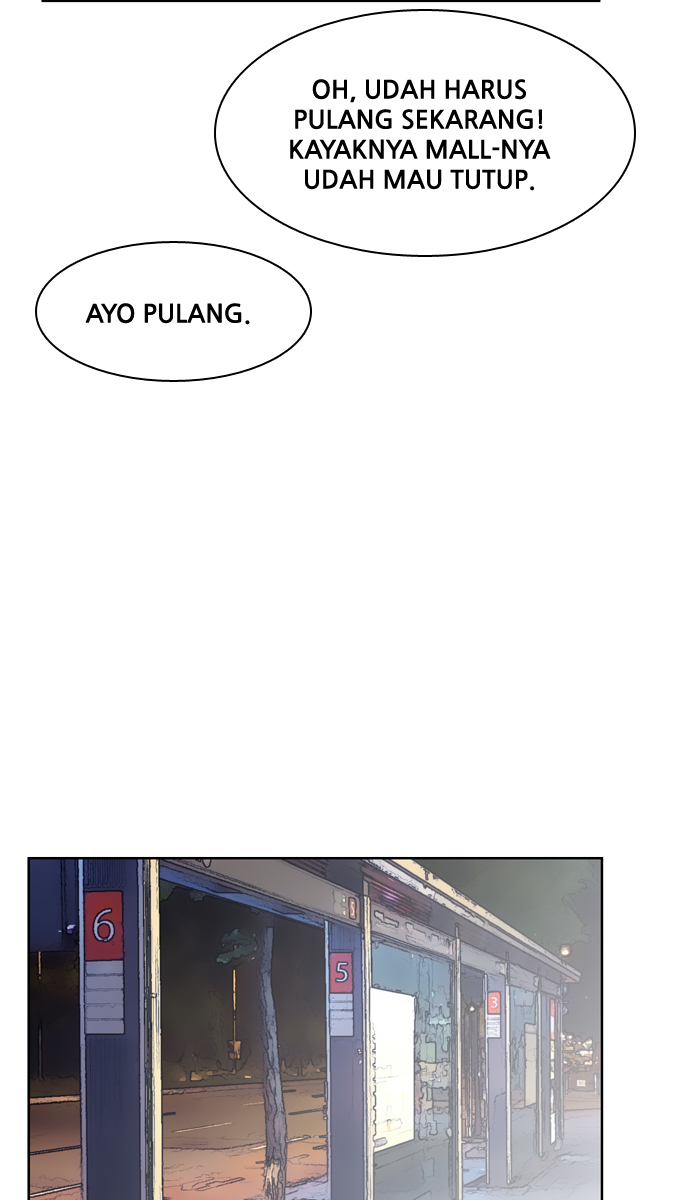 OH, UDAH HARUS
PULANG SEKARANG!
KAYAKNYA MALL-NYA
UDAH MAU TUTUP.
AYO PULANG.
6
5
3